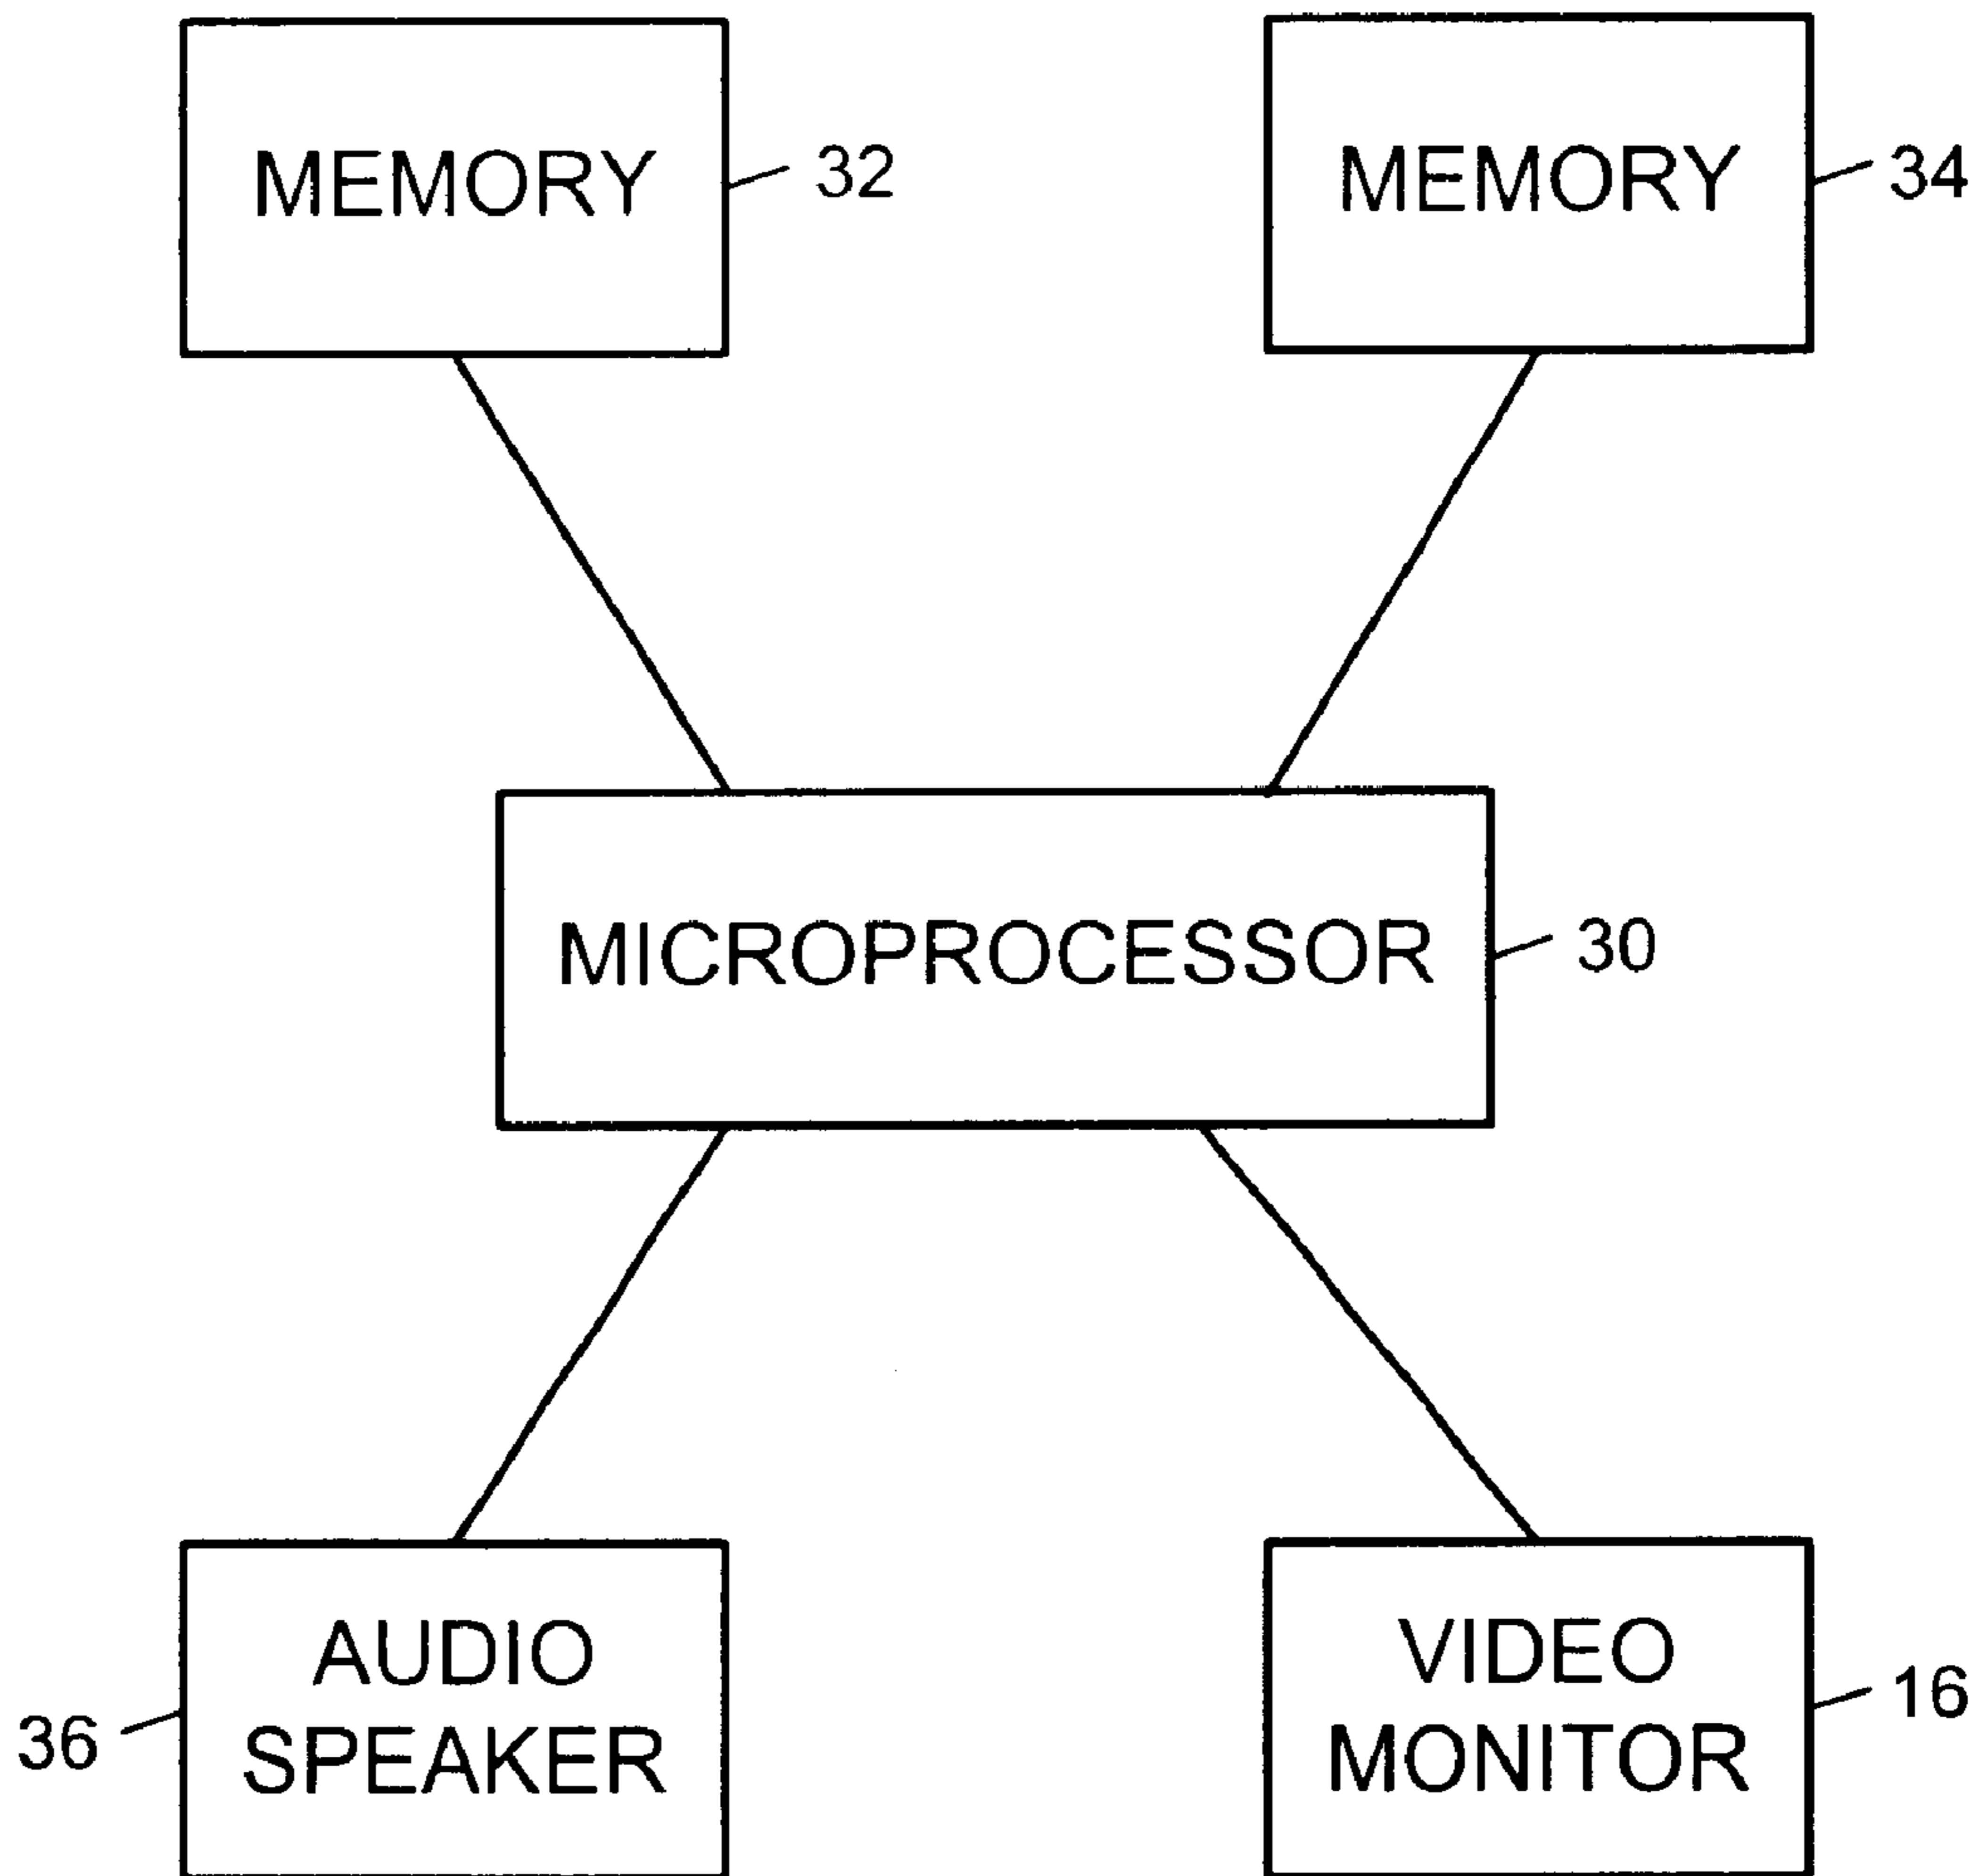 MEMORY
32
MEMORY
34
MICROPROCESSOR
30
AUDIO
SPEAKER
36
VIDEO
MONITOR
16